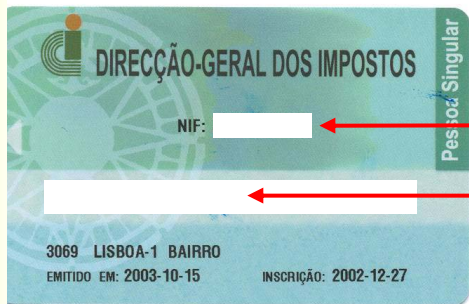 DIRECÇÃO-GERAL DOS IMPOSTOS
Pessoa Singular
NIF:
3069 LISBOA-1 BAIRRO
EMITIDO EM: 2003-10-15 INSCRIÇÃO: 2002-12-27